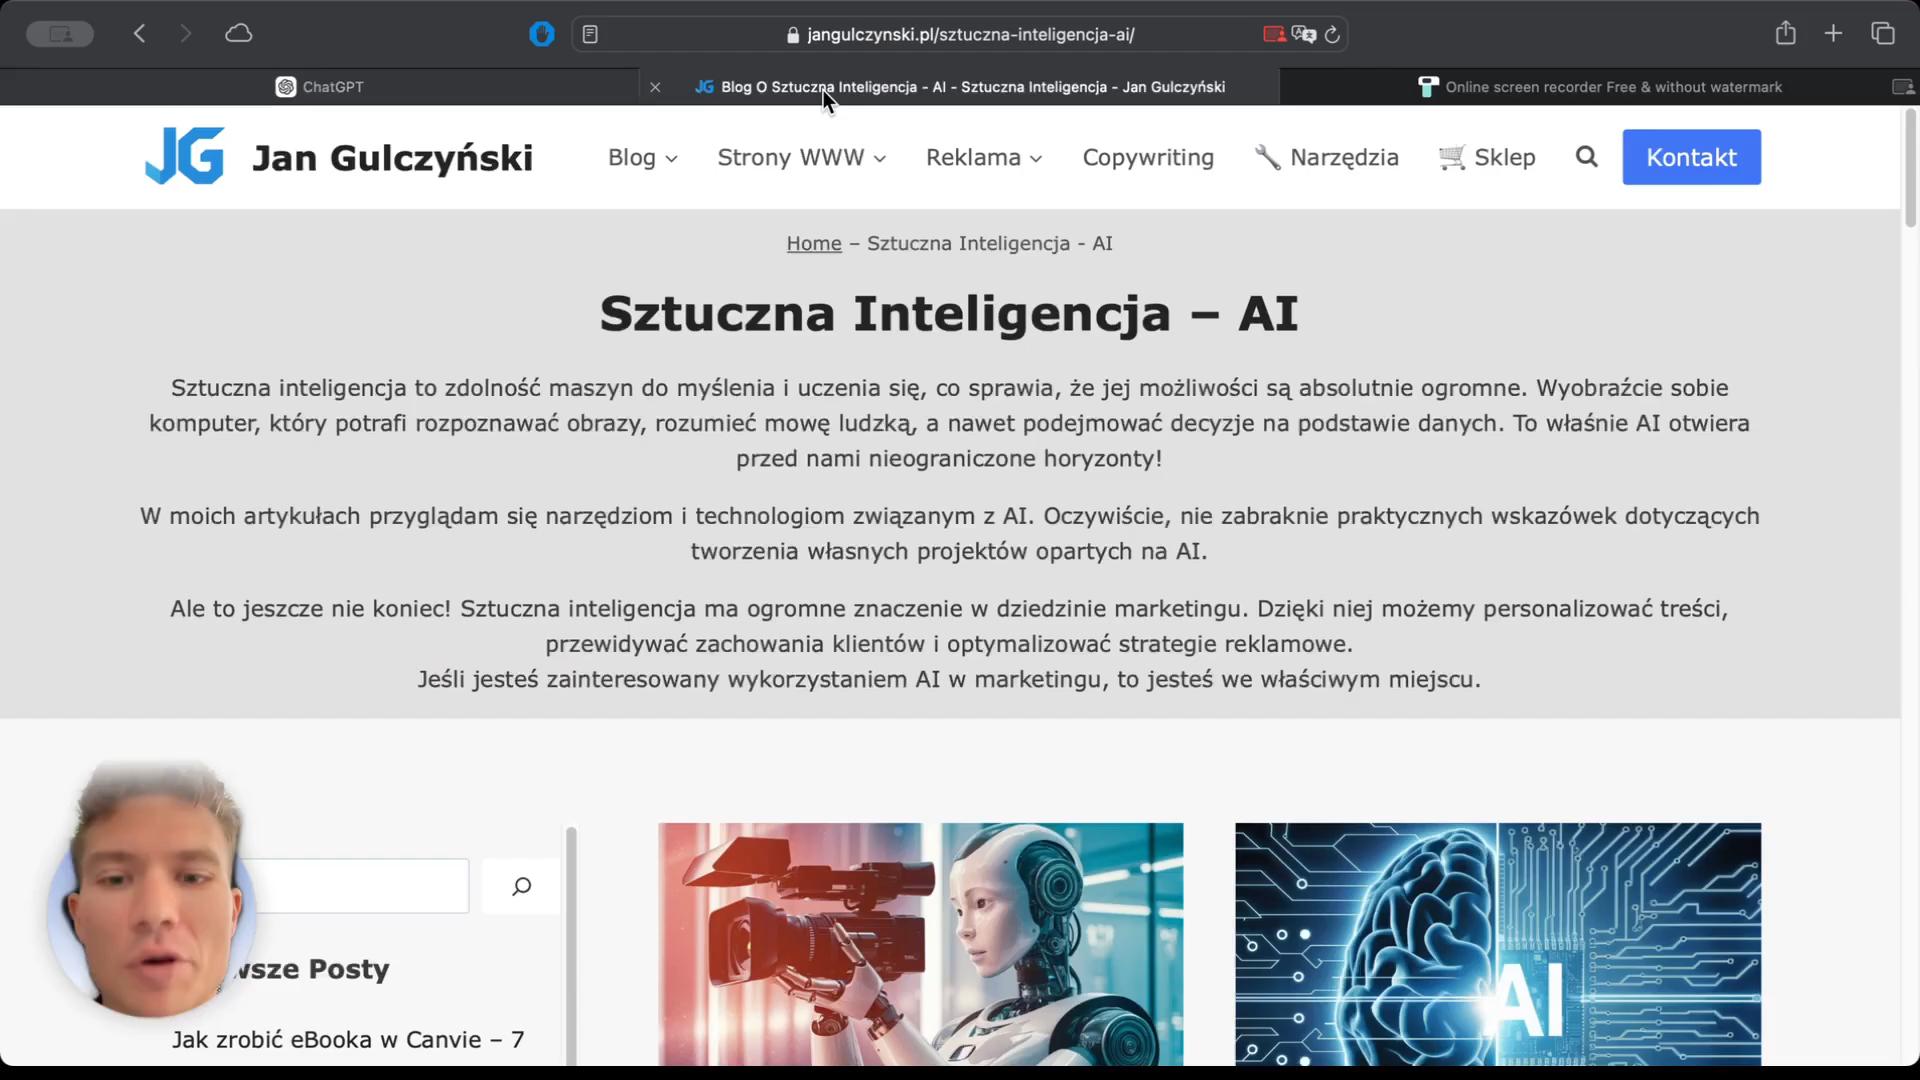 jangulczynski.pl/sztuczna-inteligencja-ai/
ChatGPT
JG Blog O Sztuczna Inteligencja - AI - Sztuczna Inteligencja - Jan Gulczyński
Online screen recorder Free & without watermark
JG Jan Gulczyński
Blog
Strony WWW
Reklama
Copywriting
Narzędzia
Sklep
Kontakt
Home – Sztuczna Inteligencja - AI
Sztuczna Inteligencja – AI
Sztuczna inteligencja to zdolność maszyn do myślenia i uczenia się, co sprawia, że jej możliwości są absolutnie ogromne. Wyobraźcie sobie
komputer, który potrafi rozpoznawać obrazy, rozumieć mowę ludzką, a nawet podejmować decyzje na podstawie danych. To właśnie AI otwiera
przed nami nieograniczone horyzonty!
W moich artykułach przyglądam się narzędziom i technologiom związanym z AI. Oczywiście, nie zabraknie praktycznych wskazówek dotyczących
tworzenia własnych projektów opartych na AI.
Ale to jeszcze nie koniec! Sztuczna inteligencja ma ogromne znaczenie w dziedzinie marketingu. Dzięki niej możemy personalizować treści,
przewidywać zachowania klientów i optymalizować strategie reklamowe.
Jeśli jesteś zainteresowany wykorzystaniem AI w marketingu, to jesteś we właściwym miejscu.
Posty
Jak zrobić eBooka w Canvie – 7
AI